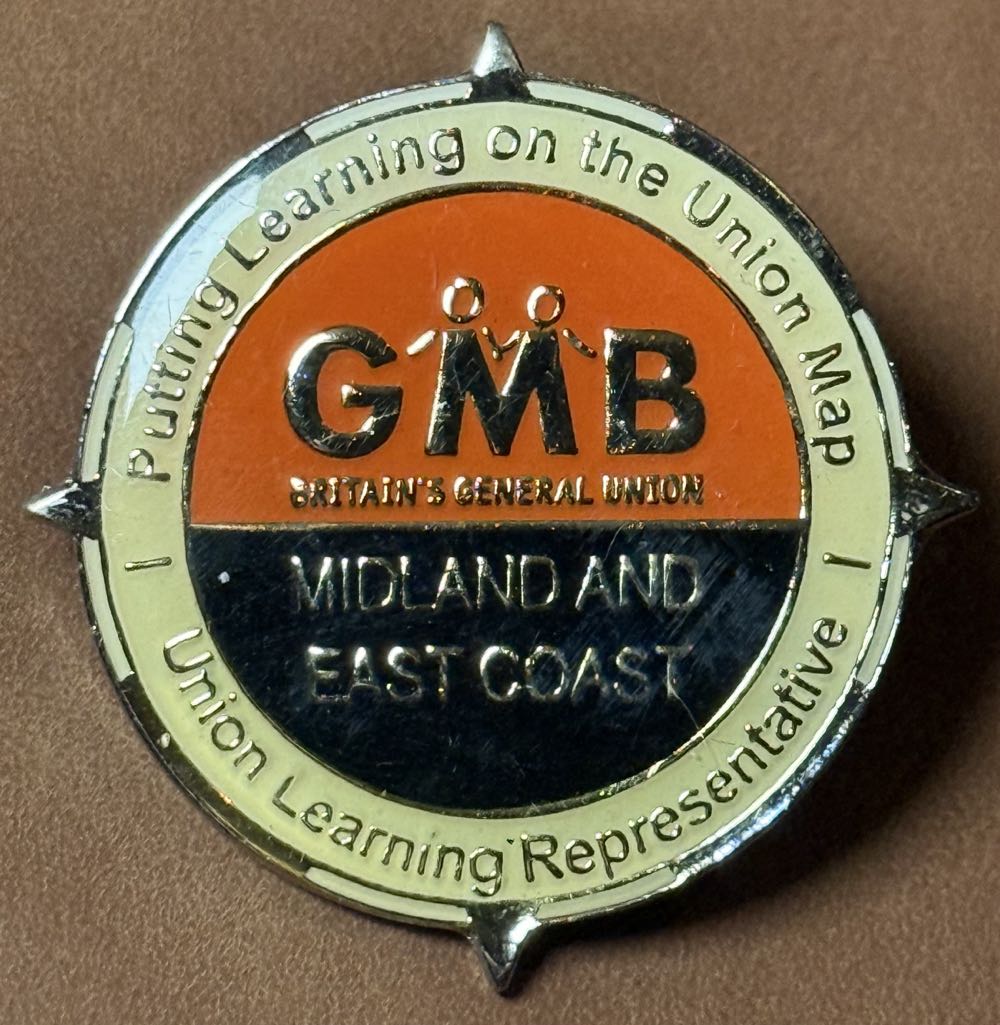 Putting Learning on the Union Map
GMB
BRITAIN'S GENERAL UNION
MIDLAND AND
EAST COAST
Union Learning Representative